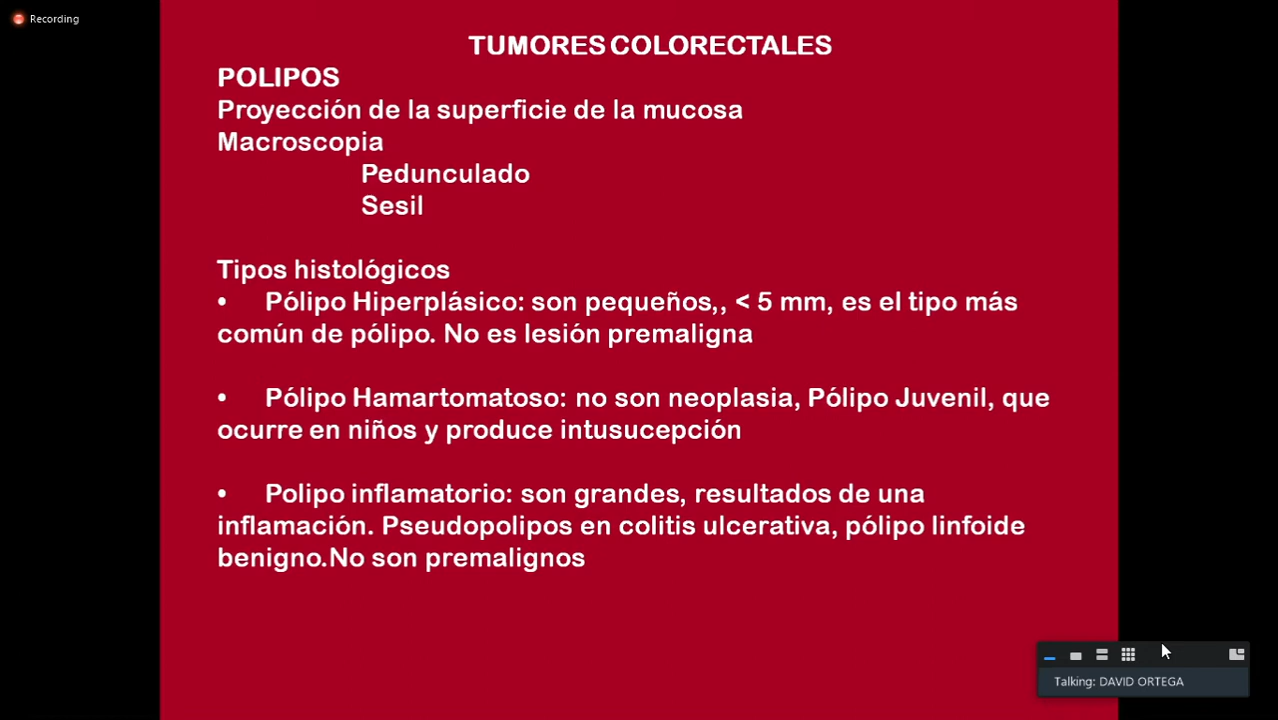 Recording
TUMORES COLORECTALES
POLIPOS
Proyección de la superficie de la mucosa
Macroscopia
Pedunculado
Sesil
Tipos histológicos
• Pólipo Hiperplásico: son pequeños,, < 5 mm, es el tipo más
común de pólipo. No es lesión premaligna
• Pólipo Hamartomatoso: no son neoplasia, Pólipo Juvenil, que
ocurre en niños y produce intusucepción
• Polipo inflamatorio: son grandes, resultados de una
inflamación. Pseudopolipos en colitis ulcerativa, pólipo linfoide
benigno.No son premalignos
Talking: DAVID ORTEGA